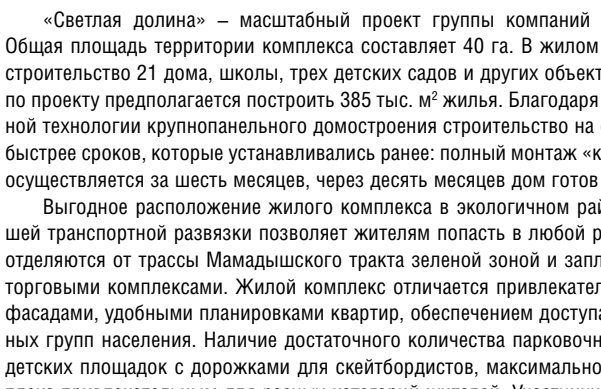 «Светлая долина» – масштабный проект группы компаний
Общая площадь территории комплекса составляет 40 га. В жилом
строительство 21 дома, школы, трех детских садов и других объект
по проекту предполагается построить 385 тыс. м² жилья. Благодаря
ной технологии крупнопанельного домостроения строительство на
быстрее сроков, которые устанавливались ранее: полный монтаж «к
осуществляется за шесть месяцев, через десять месяцев дом готов
Выгодное расположение жилого комплекса в экологичном рай
шей транспортной развязки позволяет жителям попасть в любой р
отделяются от трассы Мамадышского тракта зеленой зоной и запл
торговыми комплексами. Жилой комплекс отличается привлекател
фасадами, удобными планировками квартир, обеспечением доступа
ных групп населения. Наличие достаточного количества парковочн
детских площадок с дорожками для скейтбордистов, максимально